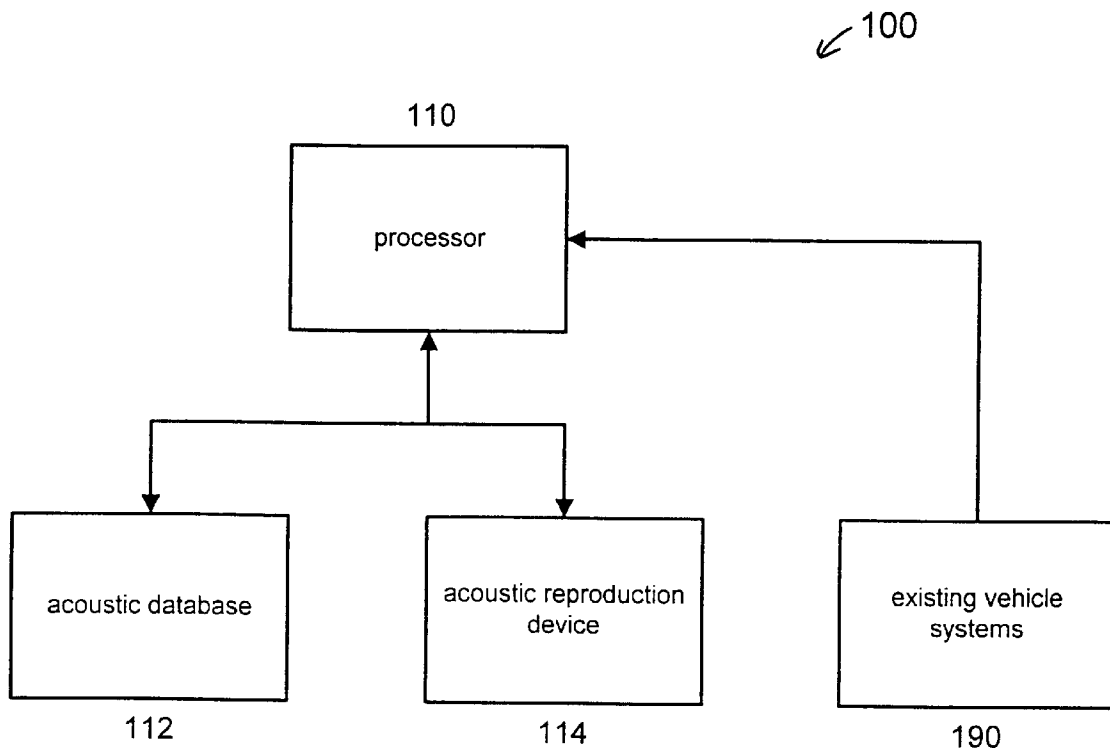 100
110
processor
acoustic database
acoustic reproduction
device
existing vehicle
systems
112
114
190